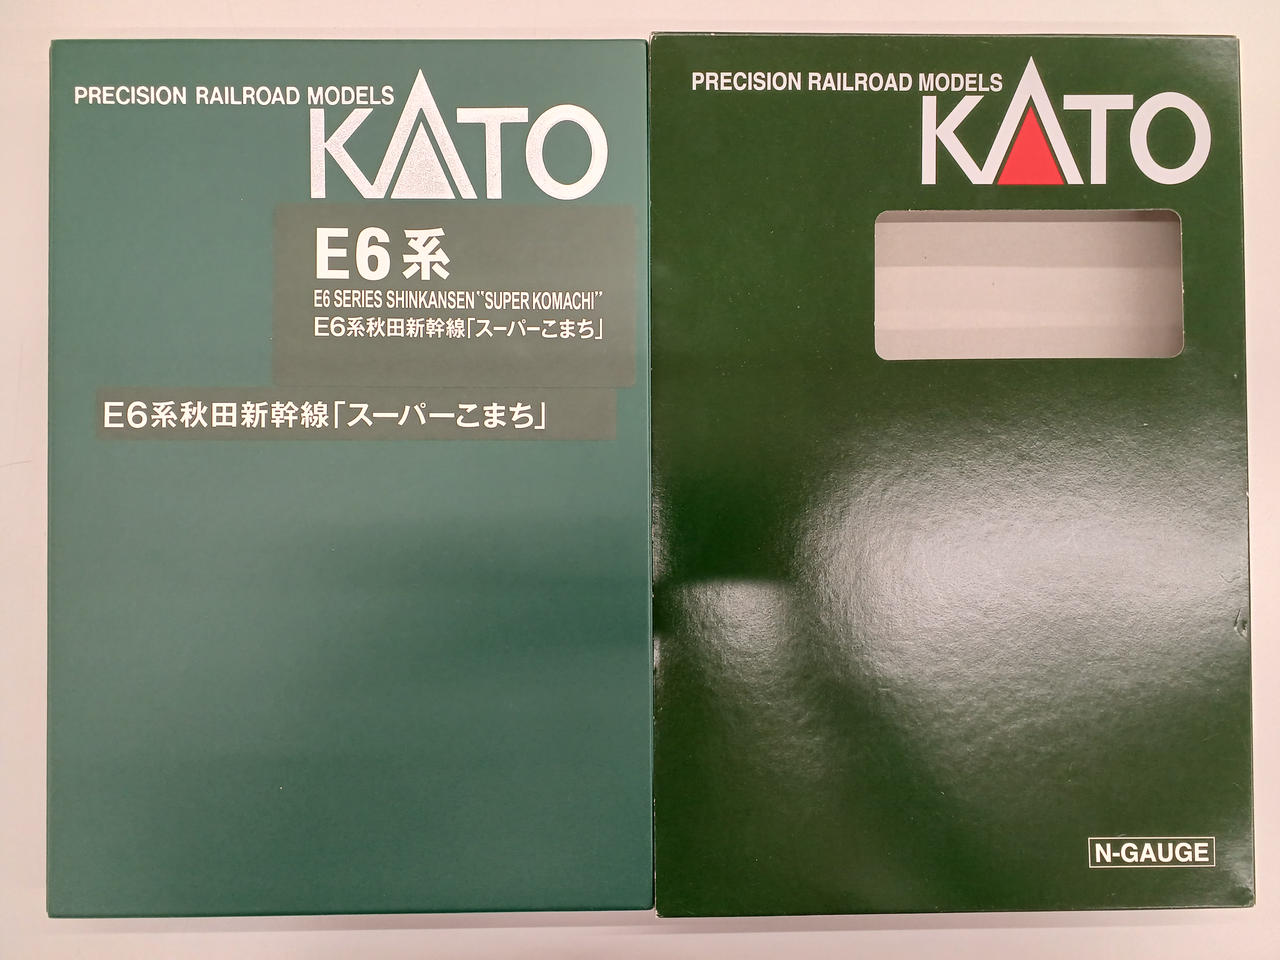 PRECISION RAILROAD MODELS
KATO
E6系
E6 SERIES SHINKANSEN "SUPER KOMACHI"
E6系秋田新幹線「スーパーこまち」
E6系秋田新幹線「スーパーこまち」
PRECISION RAILROAD MODELS
KATO
N-GAUGE